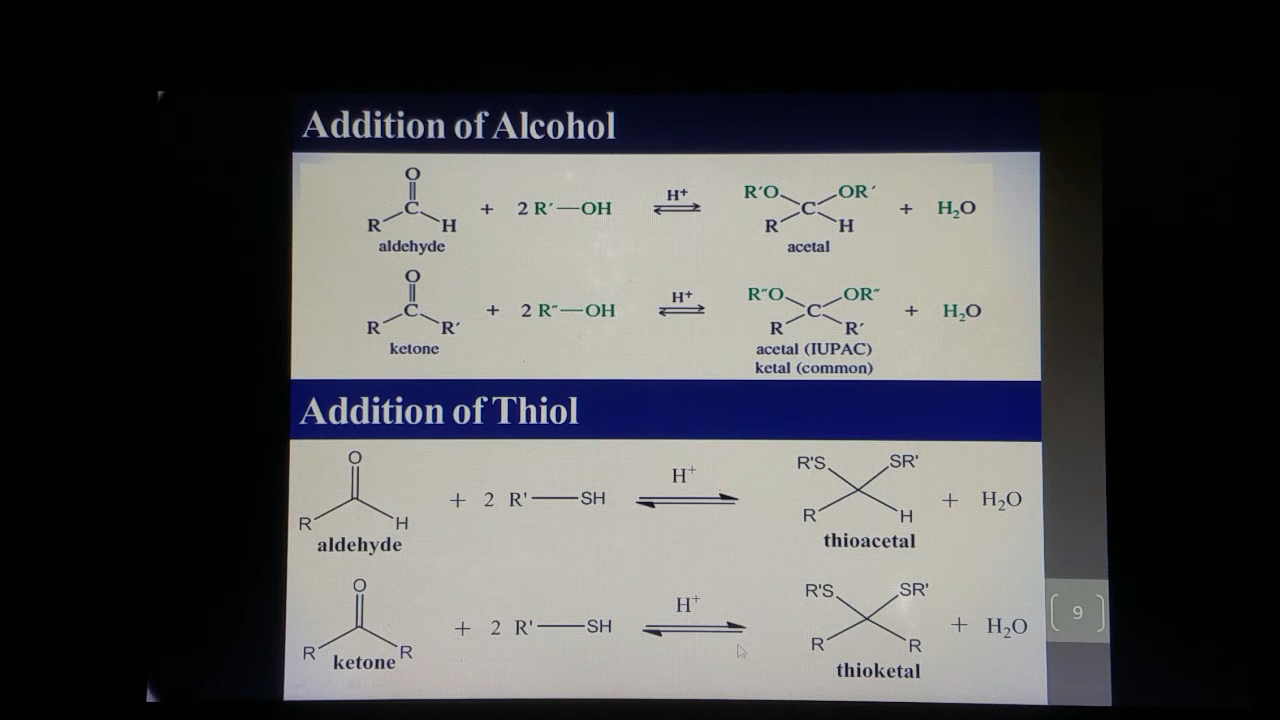 Addition of Alcohol
O
R C H + 2 R′—OH H+ ⇌ R′O OR′ C R H + H2O
aldehyde acetal
O
R C R′ + 2 R″—OH H+ ⇌ R″O OR″ C R R′ + H2O
ketone acetal (IUPAC)
ketal (common)
Addition of Thiol
O
R H + 2 R'—SH H+ ⇌ R'S SR' R H + H2O
aldehyde thioacetal
O
R R + 2 R'—SH H+ ⇌ R'S SR' R R + H2O
ketone thioketal
9